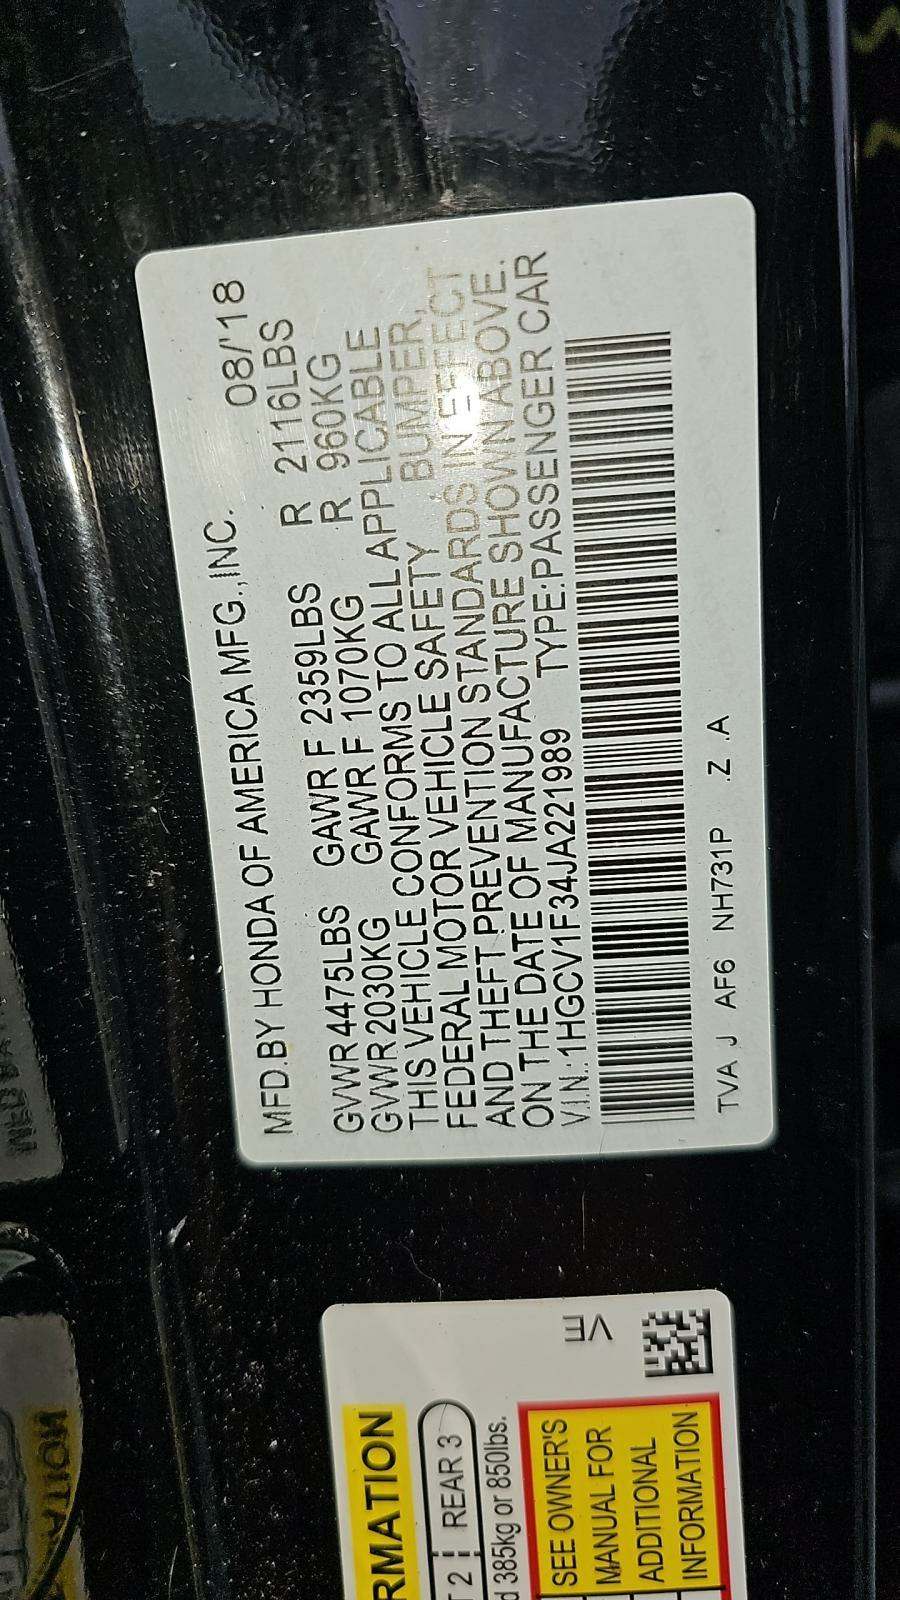 MFD.BY HONDA OF AMERICA MFG.,INC. 08/'18
GVWR 4475LBS GAWR F 2359LBS R 2116LBS
GVWR 2030KG GAWR F 1070KG R 960KG
THIS VEHICLE CONFORMS TO ALL APPLICABLE
FEDERAL MOTOR VEHICLE SAFETY, BUMPER,
AND THEFT PREVENTION STANDARDS IN EFFECT
ON THE DATE OF MANUFACTURE SHOWN ABOVE.
V.I.N.:1HGCV1F34JA221989 TYPE:PASSENGER CAR
TVA J AF6 NH731P .Z .A
VE
RMATION
T 2 REAR 3
d 385kg or 850lbs.
SEE OWNER'S
MANUAL FOR
ADDITIONAL
INFORMATION